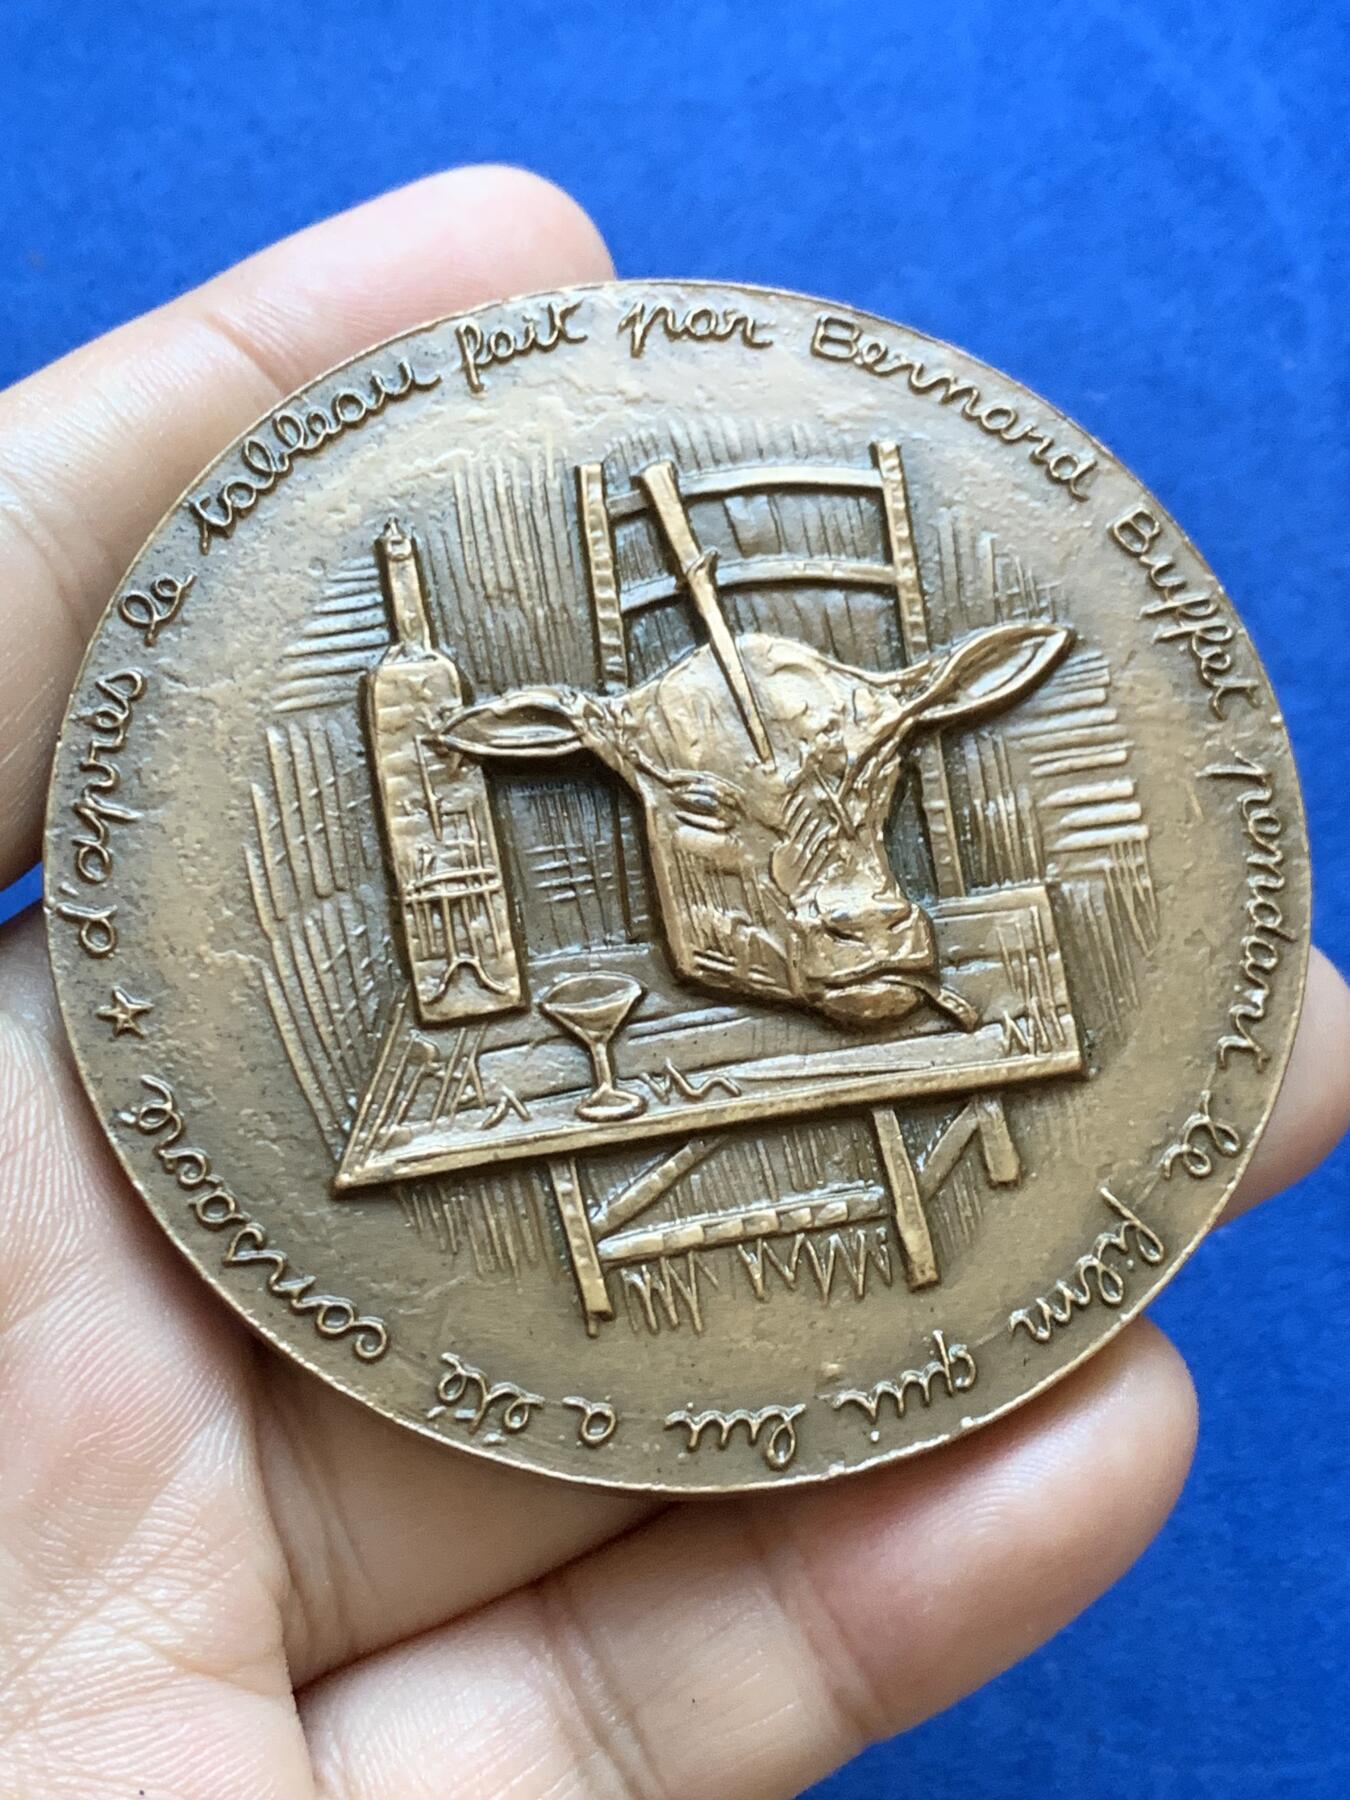 d'après le tableau fait par Bernard Buffet pendant le film qui lui a été consacré